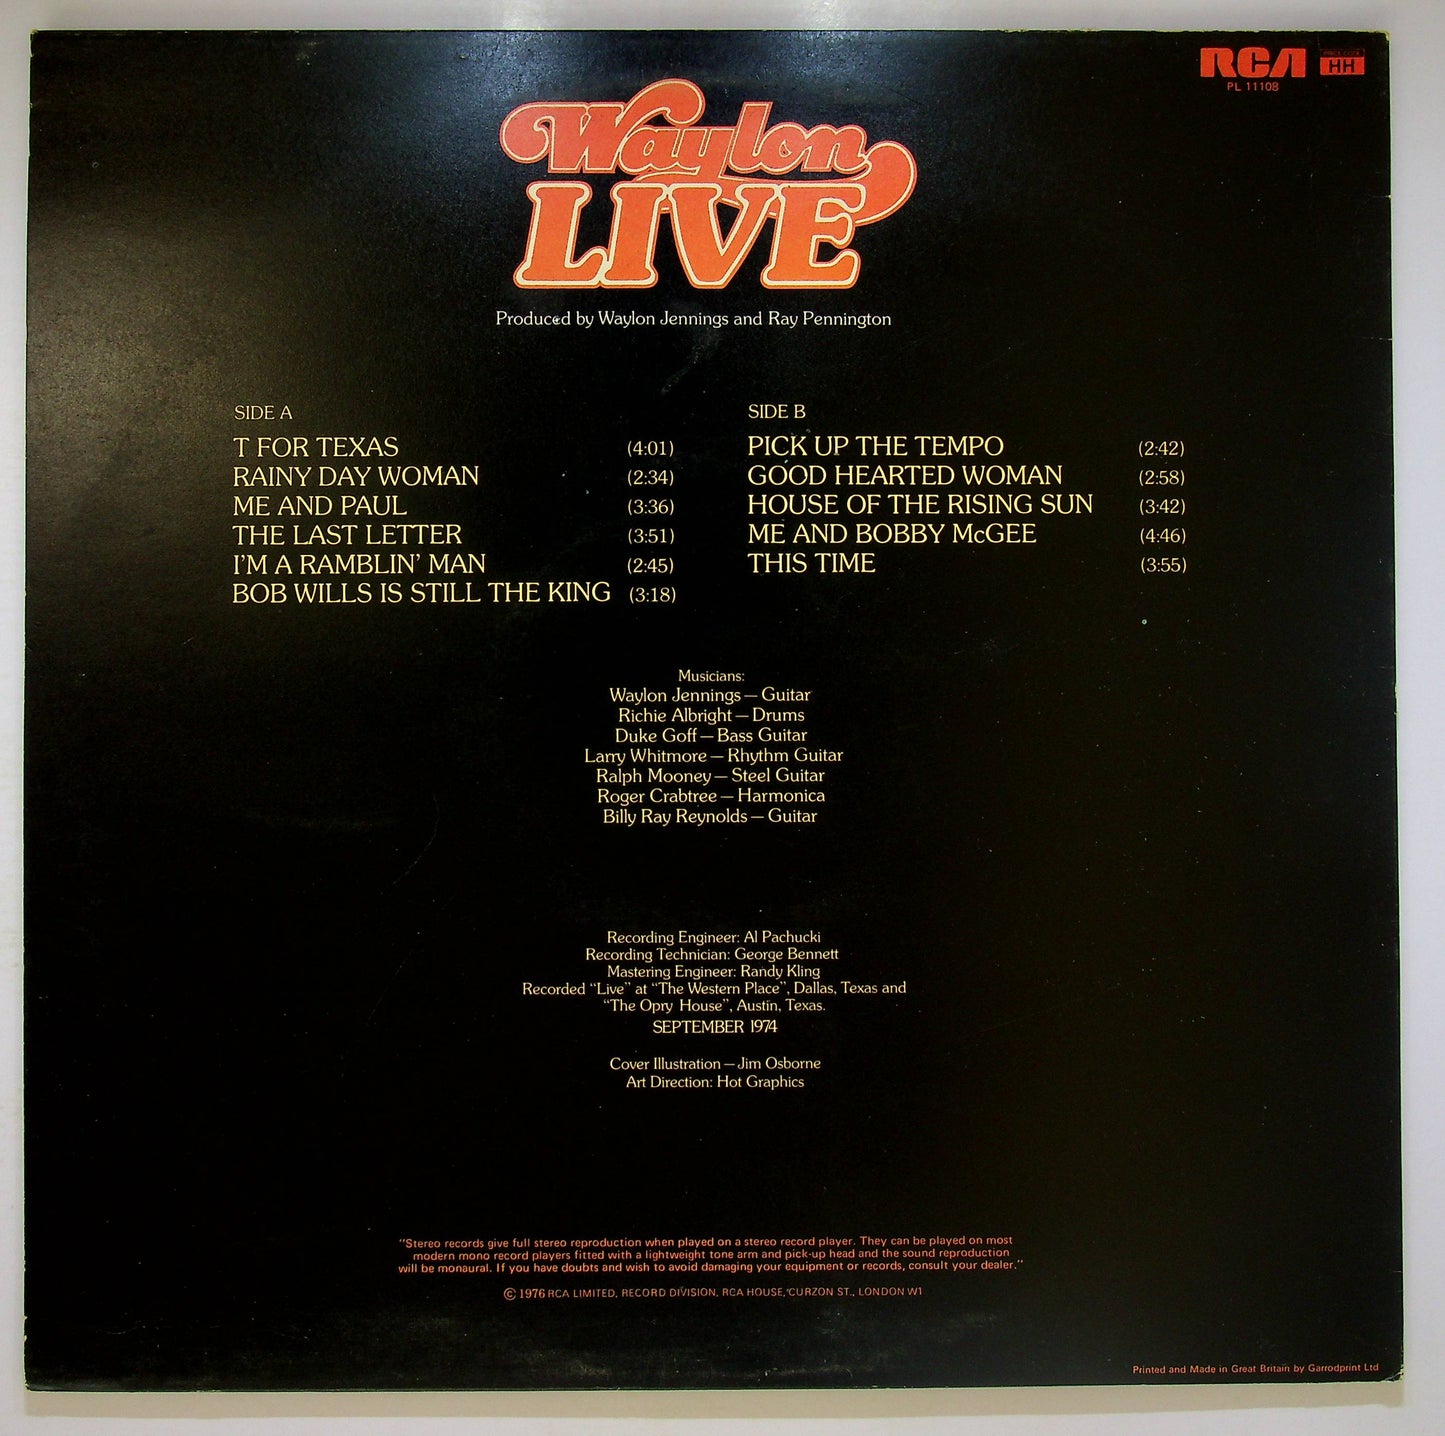 RCA
PRICE CODE
HH
PL 11108
Waylon
LIVE
Produced by Waylon Jennings and Ray Pennington
SIDE A
T FOR TEXAS (4:01)
RAINY DAY WOMAN (2:34)
ME AND PAUL (3:36)
THE LAST LETTER (3:51)
I'M A RAMBLIN' MAN (2:45)
BOB WILLS IS STILL THE KING (3:18)
SIDE B
PICK UP THE TEMPO (2:42)
GOOD HEARTED WOMAN (2:58)
HOUSE OF THE RISING SUN (3:42)
ME AND BOBBY McGEE (4:46)
THIS TIME (3:55)
Musicians:
Waylon Jennings — Guitar
Richie Albright — Drums
Duke Goff — Bass Guitar
Larry Whitmore — Rhythm Guitar
Ralph Mooney — Steel Guitar
Roger Crabtree — Harmonica
Billy Ray Reynolds — Guitar
Recording Engineer: Al Pachucki
Recording Technician: George Bennett
Mastering Engineer: Randy Kling
Recorded "Live" at "The Western Place", Dallas, Texas and
"The Opry House", Austin, Texas.
SEPTEMBER 1974
Cover Illustration — Jim Osborne
Art Direction: Hot Graphics
"Stereo records give full stereo reproduction when played on a stereo record player. They can be played on most
modern mono record players fitted with a lightweight tone arm and pick-up head and the sound reproduction
will be monaural. If you have doubts and wish to avoid damaging your equipment or records, consult your dealer."
© 1976 RCA LIMITED, RECORD DIVISION, RCA HOUSE, CURZON ST., LONDON W1
Printed and Made in Great Britain by Garrodprint Ltd